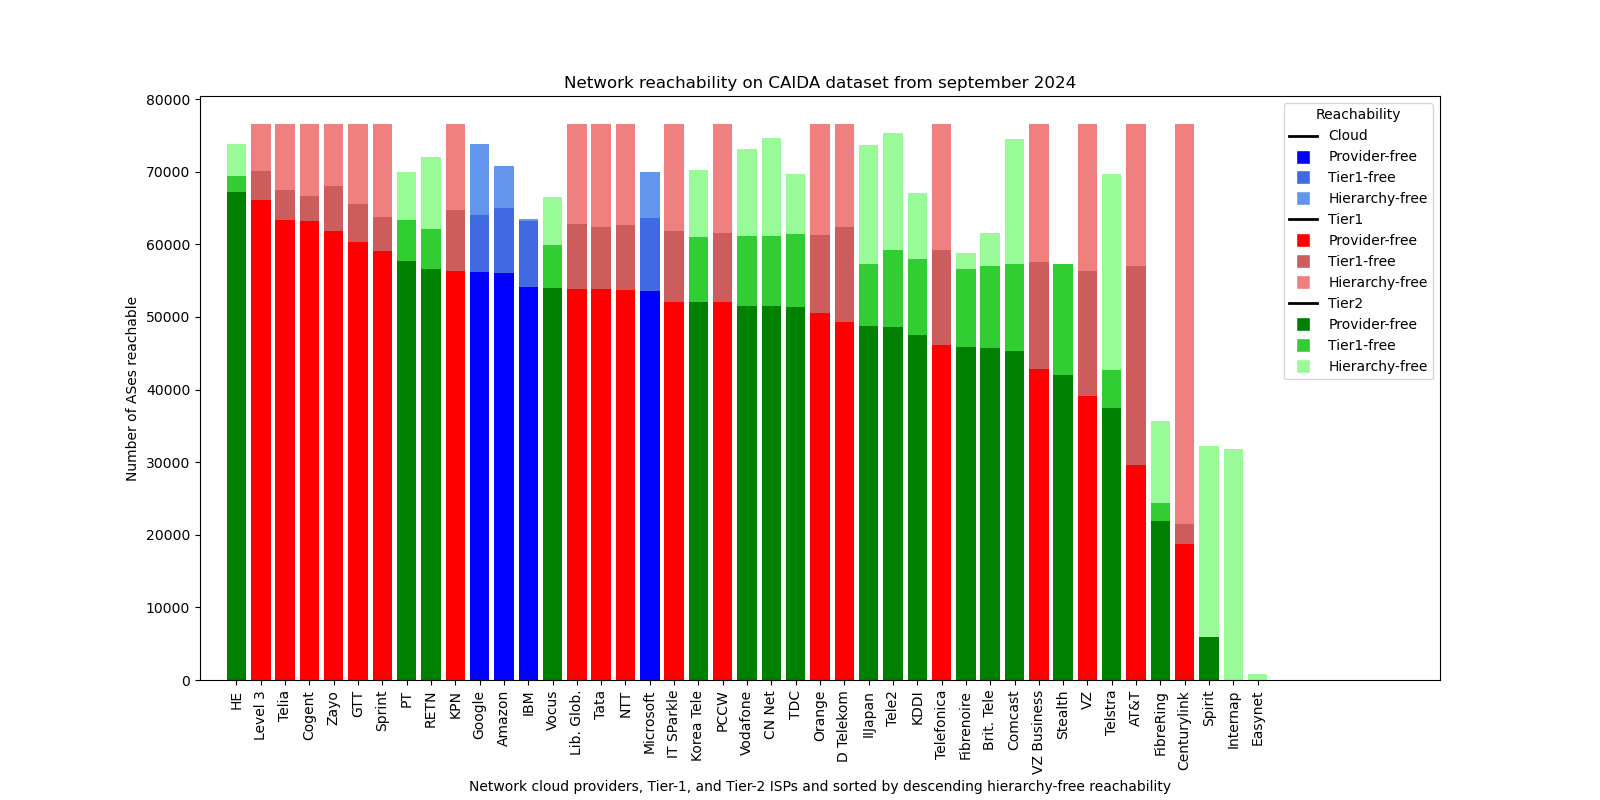 Network reachability on CAIDA dataset from september 2024
Number of ASes reachable
80000
70000
60000
50000
40000
30000
20000
10000
0
Reachability
Cloud
Provider-free
Tier1-free
Hierarchy-free
Tier1
Provider-free
Tier1-free
Hierarchy-free
Tier2
Provider-free
Tier1-free
Hierarchy-free
HE
Level 3
Telia
Cogent
Zayo
GTT
Sprint
PT
RETN
KPN
Google
Amazon
IBM
Vocus
Lib. Glob.
Tata
NTT
Microsoft
IT SParkle
Korea Tele
PCCW
Vodafone
CN Net
TDC
Orange
D Telekom
IIJapan
Tele2
KDDI
Telefonica
Fibrenoire
Brit. Tele
Comcast
VZ Business
Stealth
VZ
Telstra
AT&T
FibreRing
Centurylink
Spirit
Internap
Easynet
Network cloud providers, Tier-1, and Tier-2 ISPs and sorted by descending hierarchy-free reachability